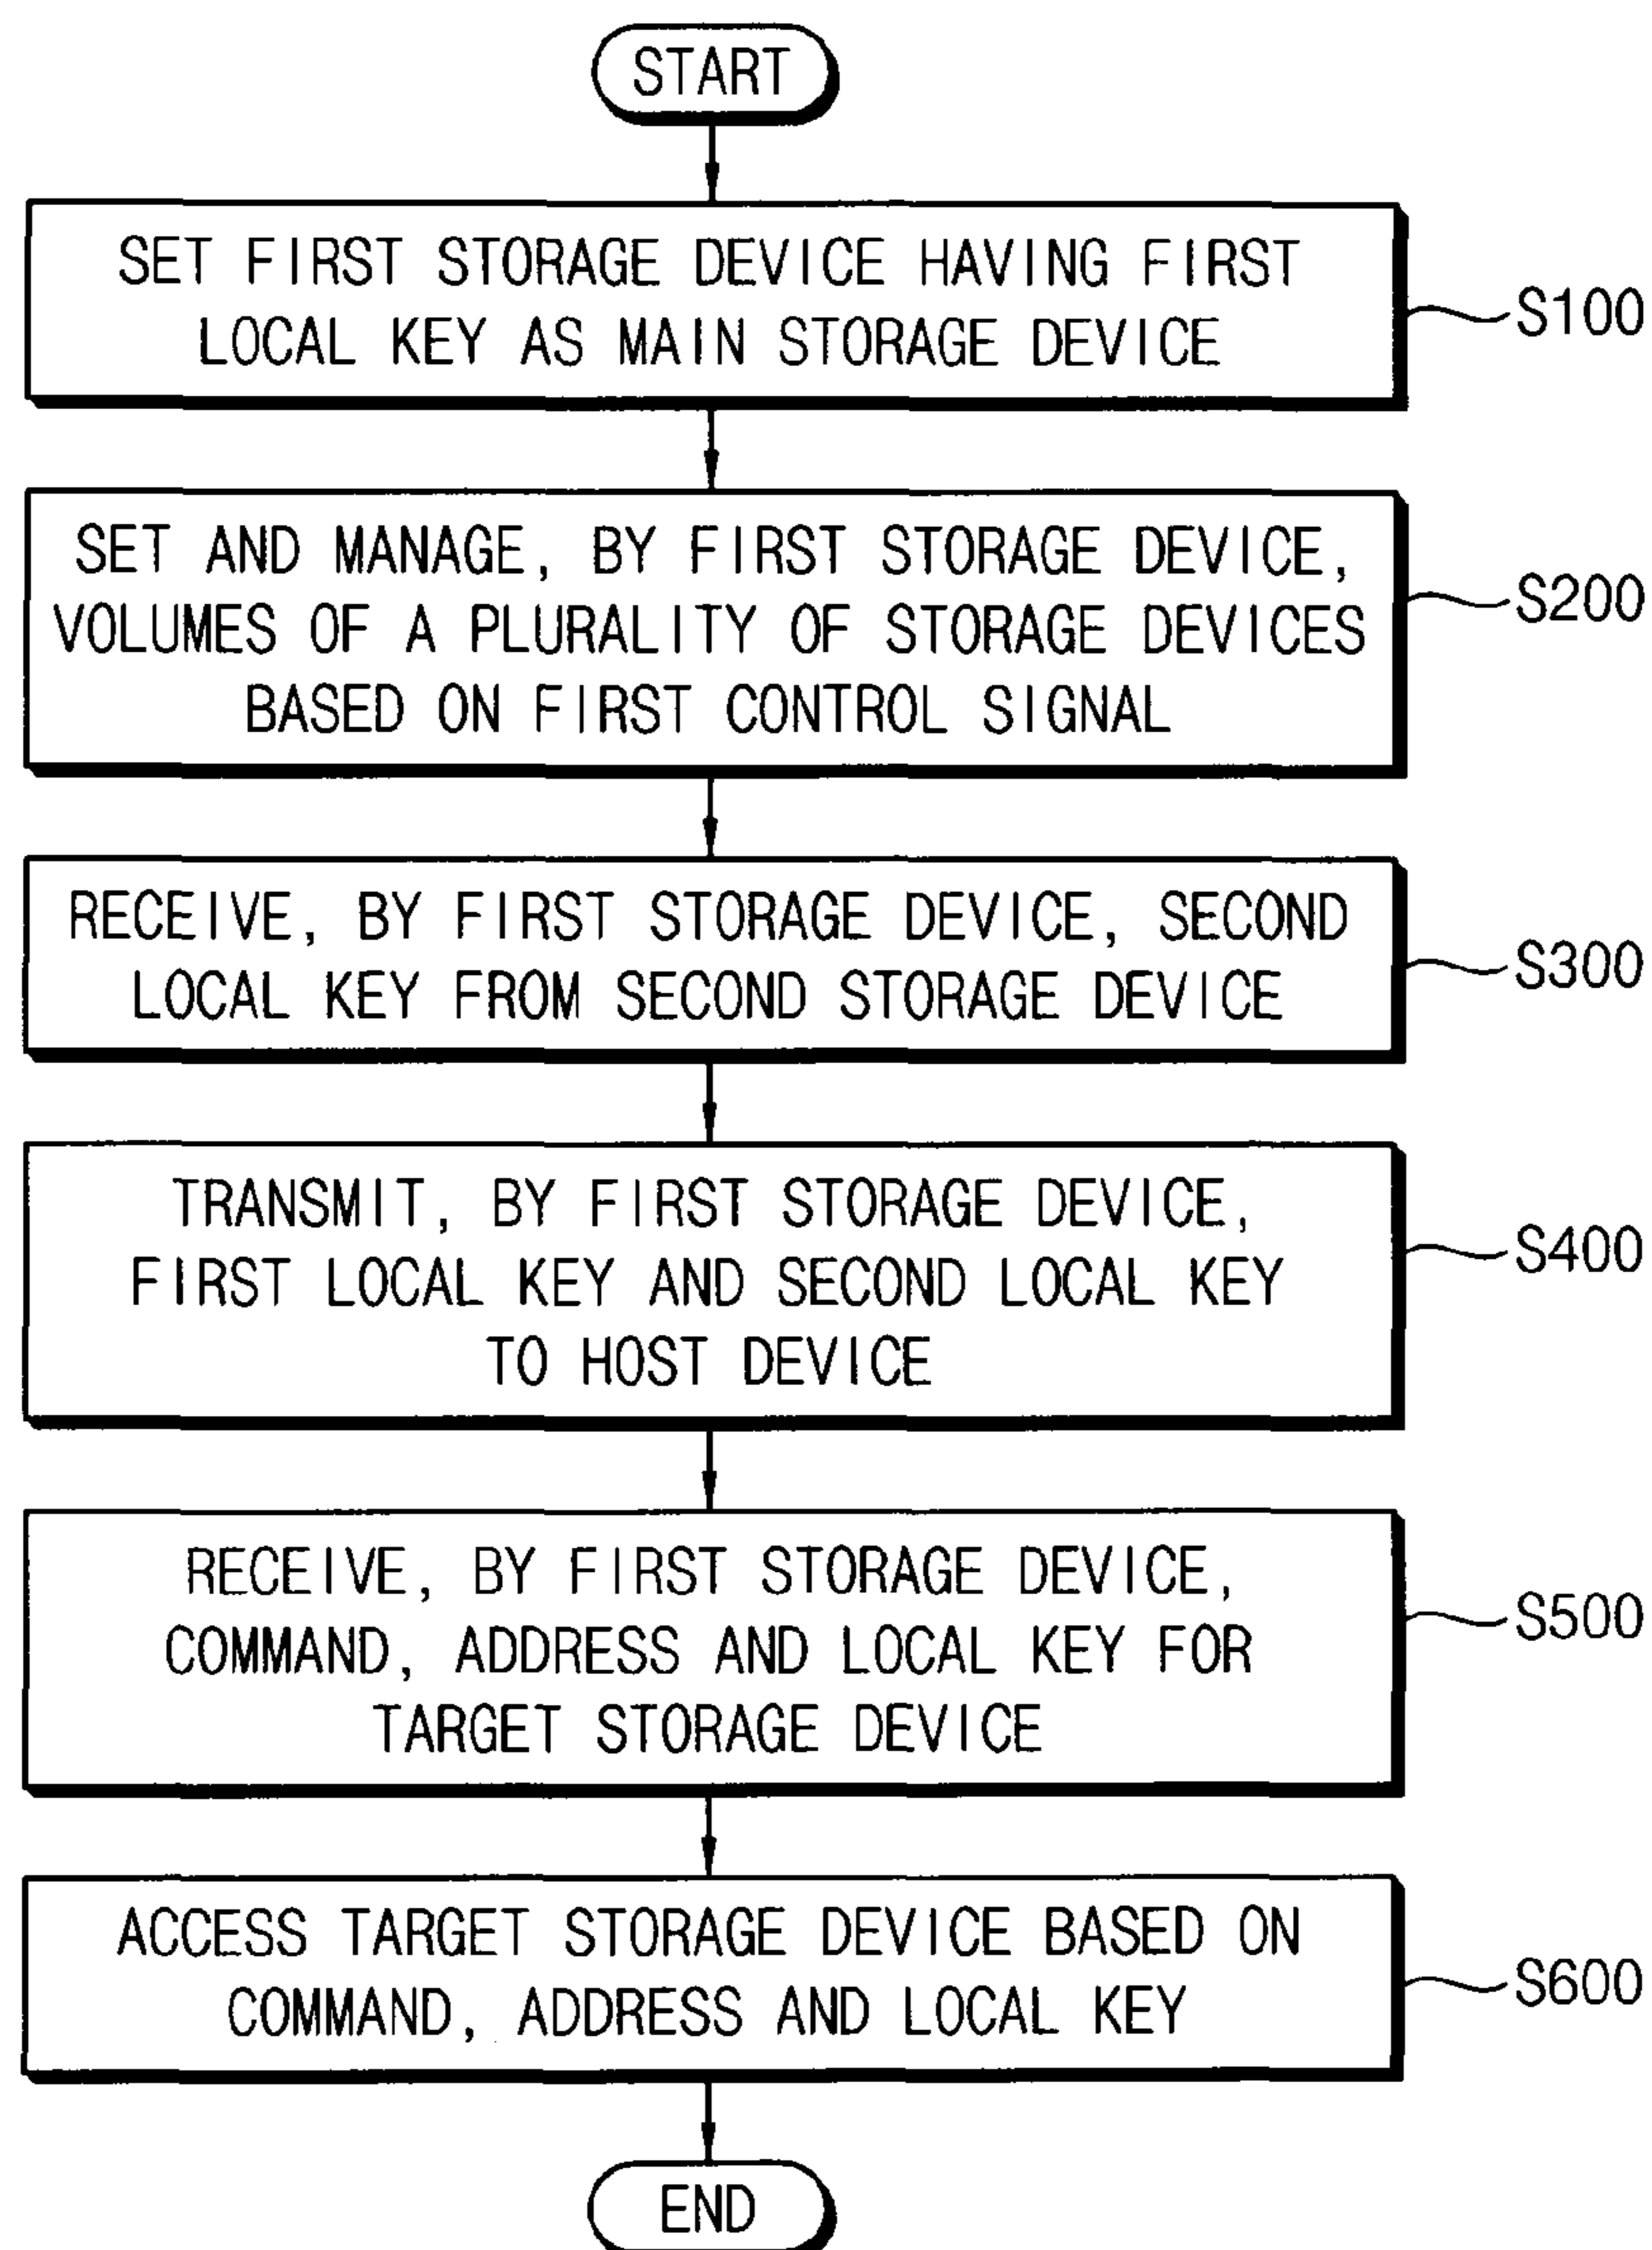 START
SET FIRST STORAGE DEVICE HAVING FIRST
LOCAL KEY AS MAIN STORAGE DEVICE
S100
SET AND MANAGE, BY FIRST STORAGE DEVICE,
VOLUMES OF A PLURALITY OF STORAGE DEVICES
BASED ON FIRST CONTROL SIGNAL
S200
RECEIVE, BY FIRST STORAGE DEVICE, SECOND
LOCAL KEY FROM SECOND STORAGE DEVICE
S300
TRANSMIT, BY FIRST STORAGE DEVICE,
FIRST LOCAL KEY AND SECOND LOCAL KEY
TO HOST DEVICE
S400
RECEIVE, BY FIRST STORAGE DEVICE,
COMMAND, ADDRESS AND LOCAL KEY FOR
TARGET STORAGE DEVICE
S500
ACCESS TARGET STORAGE DEVICE BASED ON
COMMAND, ADDRESS AND LOCAL KEY
S600
END